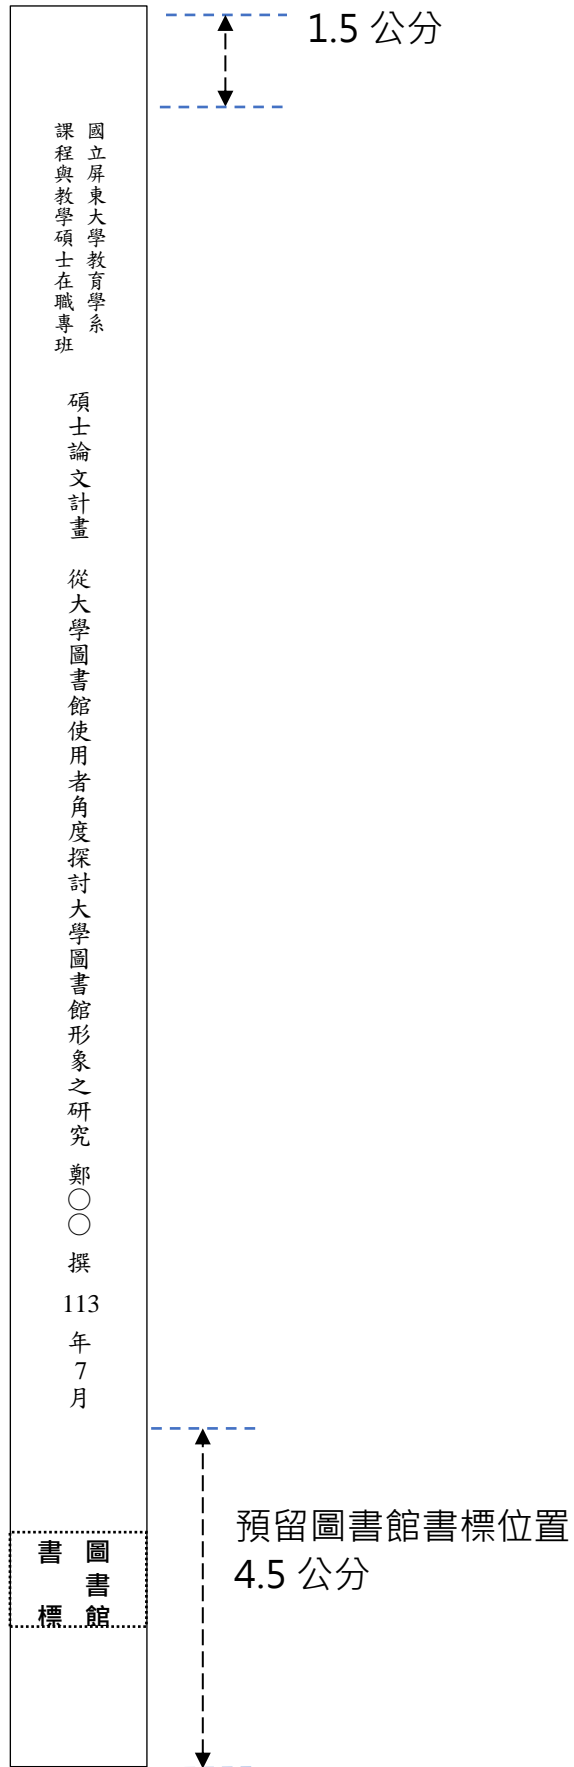 1.5 公分
國立屏東大學教育學系
課程與教學碩士在職專班
碩士論文計畫 從大學圖書館使用者角度探討大學圖書館形象之研究 鄭○○ 撰 113 年 7 月
預留圖書館書標位置
4.5 公分
圖書館
書標